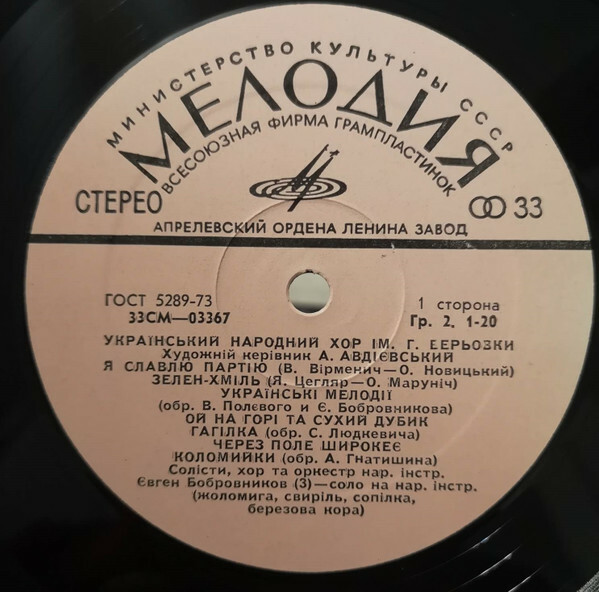 МИНИСТЕРСТВО КУЛЬТУРЫ СССР
МЕЛОДИЯ
ВСЕСОЮЗНАЯ ФИРМА ГРАМПЛАСТИНОК
СТЕРЕО
33
АПРЕЛЕВСКИЙ ОРДЕНА ЛЕНИНА ЗАВОД
ГОСТ 5289-73
33СМ—03367
1 сторона
Гр. 2. 1-20
УКРАЇНСЬКИЙ НАРОДНИЙ ХОР ІМ. Г. ВЕРЬОЗКИ
Художній керівник А. АВДІЄВСЬКИЙ
Я СЛАВЛЮ ПАРТІЮ (В. Вірменич—О. Новицький)
ЗЕЛЕН-ХМІЛЬ (Я. Цегляр—О. Маруніч)
УКРАЇНСЬКІ МЕЛОДІЇ
(обр. В. Полєвого и Є. Бобровникова)
ОЙ НА ГОРІ ТА СУХИЙ ДУБИК
ГАГІЛКА (обр. С. Людкевича)
ЧЕРЕЗ ПОЛЕ ШИРОКЕЄ
КОЛОМИЙКИ (обр. А. Гнатишина)
Солісти, хор та оркестр нар. інстр.
Євген Бобровников (3)—соло на нар. інстр.
(жоломига, свиріль, сопілка,
березова кора)